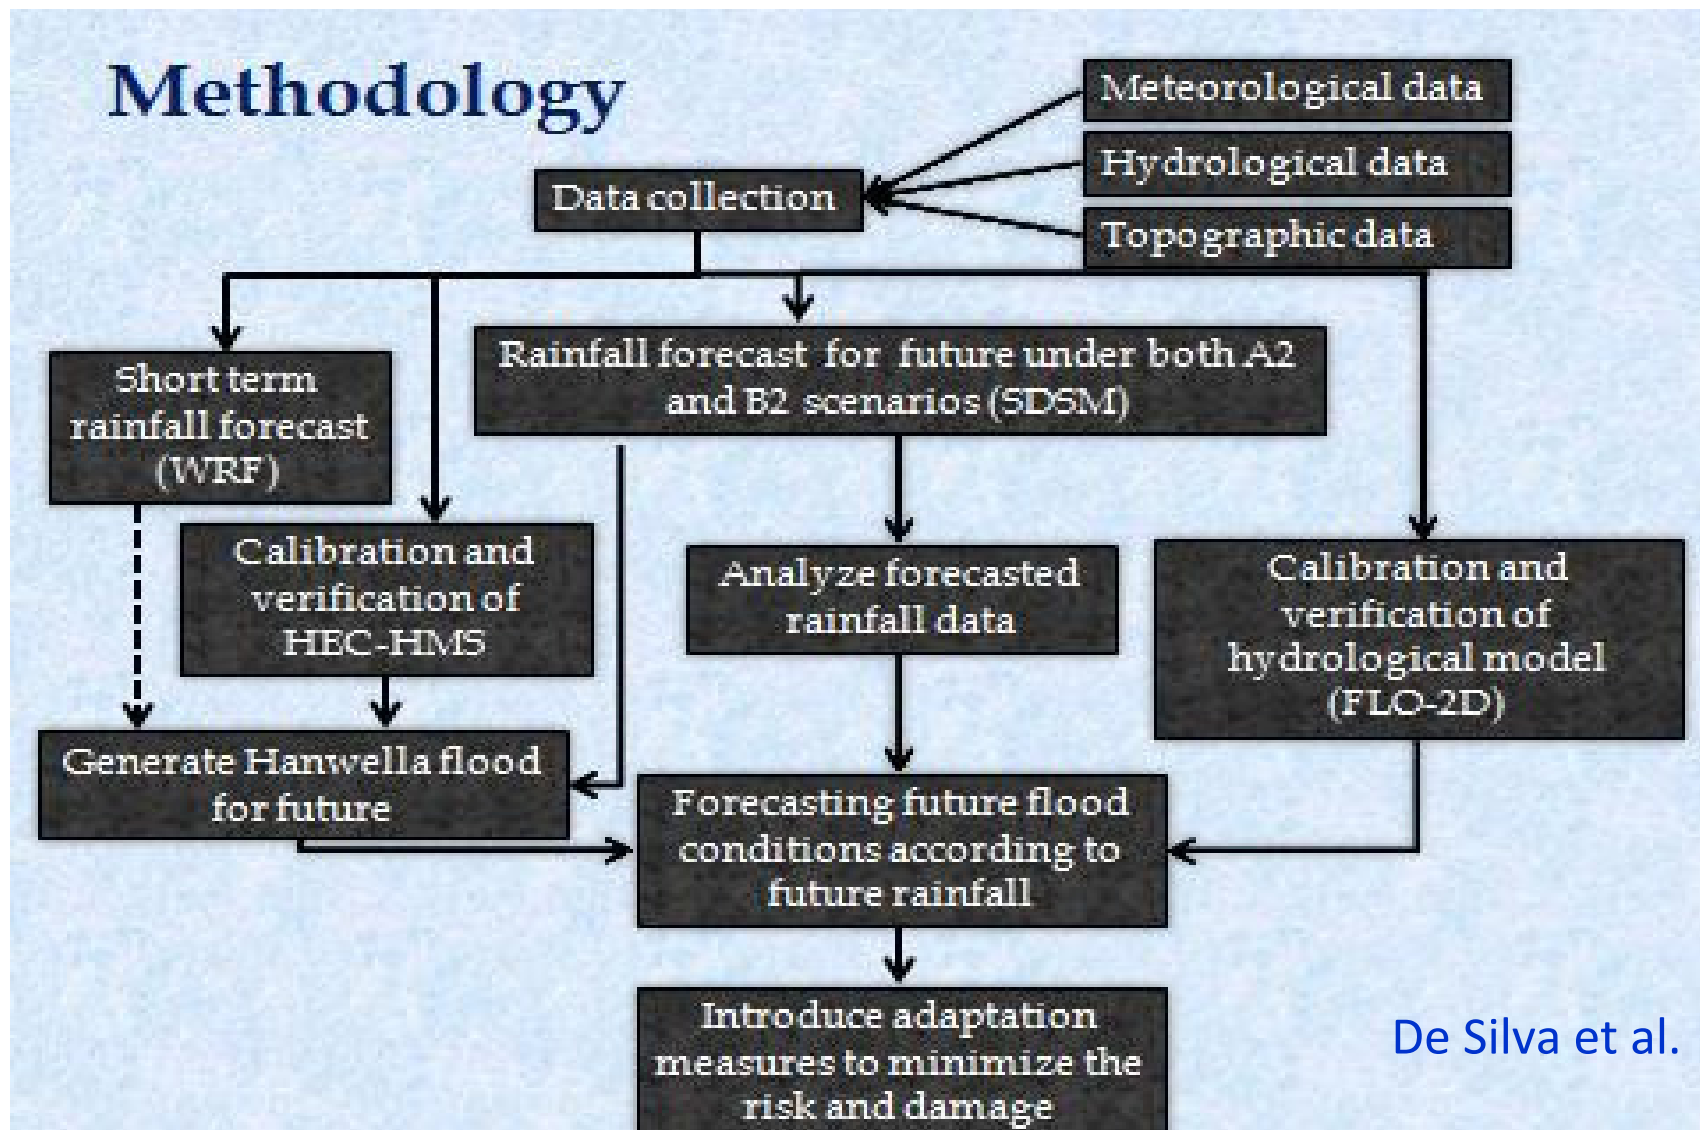 Methodology
Meteorological data
Hydrological data
Topographic data
Data collection
Short term
rainfall forecast
(WRF)
Rainfall forecast for future under both A2
and B2 scenarios (SDSM)
Calibration and
verification of
HEC-HMS
Analyze forecasted
rainfall data
Calibration and
verification of
hydrological model
(FLO-2D)
Generate Hanwella flood
for future
Forecasting future flood
conditions according to
future rainfall
Introduce adaptation
measures to minimize the
risk and damage
De Silva et al.